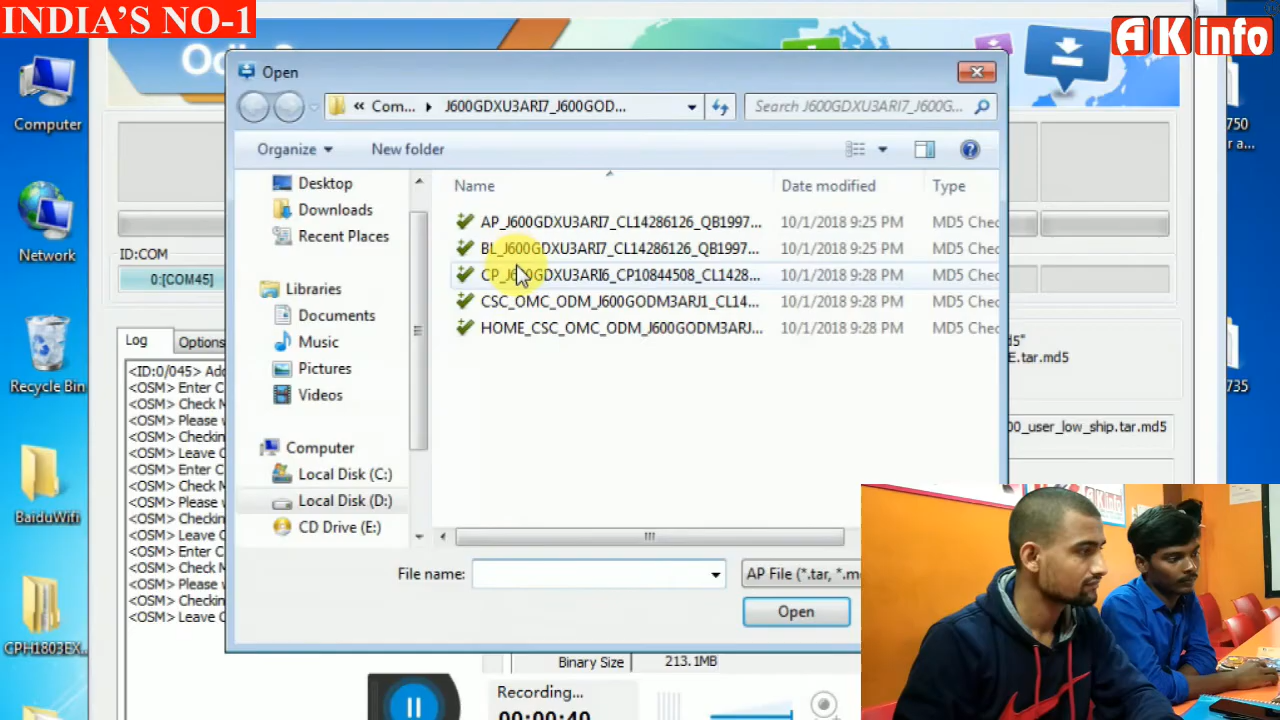 INDIA'S NO-1
AKinfo
Od
Open
« Com... ▸ J600GDXU3ARI7_J600GOD...
Search J600GDXU3ARI7_J600G...
Organize
New folder
Name
Date modified
Type
AP_J600GDXU3ARI7_CL14286126_QB1997... 10/1/2018 9:25 PM MD5 Chec
BL_J600GDXU3ARI7_CL14286126_QB1997... 10/1/2018 9:25 PM MD5 Chec
CP_J600GDXU3ARI6_CP10844508_CL1428... 10/1/2018 9:28 PM MD5 Chec
CSC_OMC_ODM_J600GODM3ARJ1_CL14... 10/1/2018 9:28 PM MD5 Chec
HOME_CSC_OMC_ODM_J600GODM3ARJ... 10/1/2018 9:28 PM MD5 Chec
Desktop
Downloads
Recent Places
Libraries
Documents
Music
Pictures
Videos
Computer
Local Disk (C:)
Local Disk (D:)
CD Drive (E:)
File name:
AP File (*.tar, *.m
Open
Computer
Network
Recycle Bin
BaiduWifi
CPH1803EX...
ID:COM
0:[COM45]
Log
Options
<ID:0/045> Add
<OSM> Enter C
<OSM> Check M
<OSM> Please w
<OSM> Checkin
<OSM> Leave C
<OSM> Enter C
<OSM> Check M
<OSM> Please w
<OSM> Checkin
<OSM> Leave C
<OSM> Enter C
<OSM> Check M
<OSM> Please w
<OSM> Checkin
<OSM> Leave C
750
r a...
5"
E.tar.md5
735
00_user_low_ship.tar.md5
Binary Size
213.1MB
Recording...
00:00:40